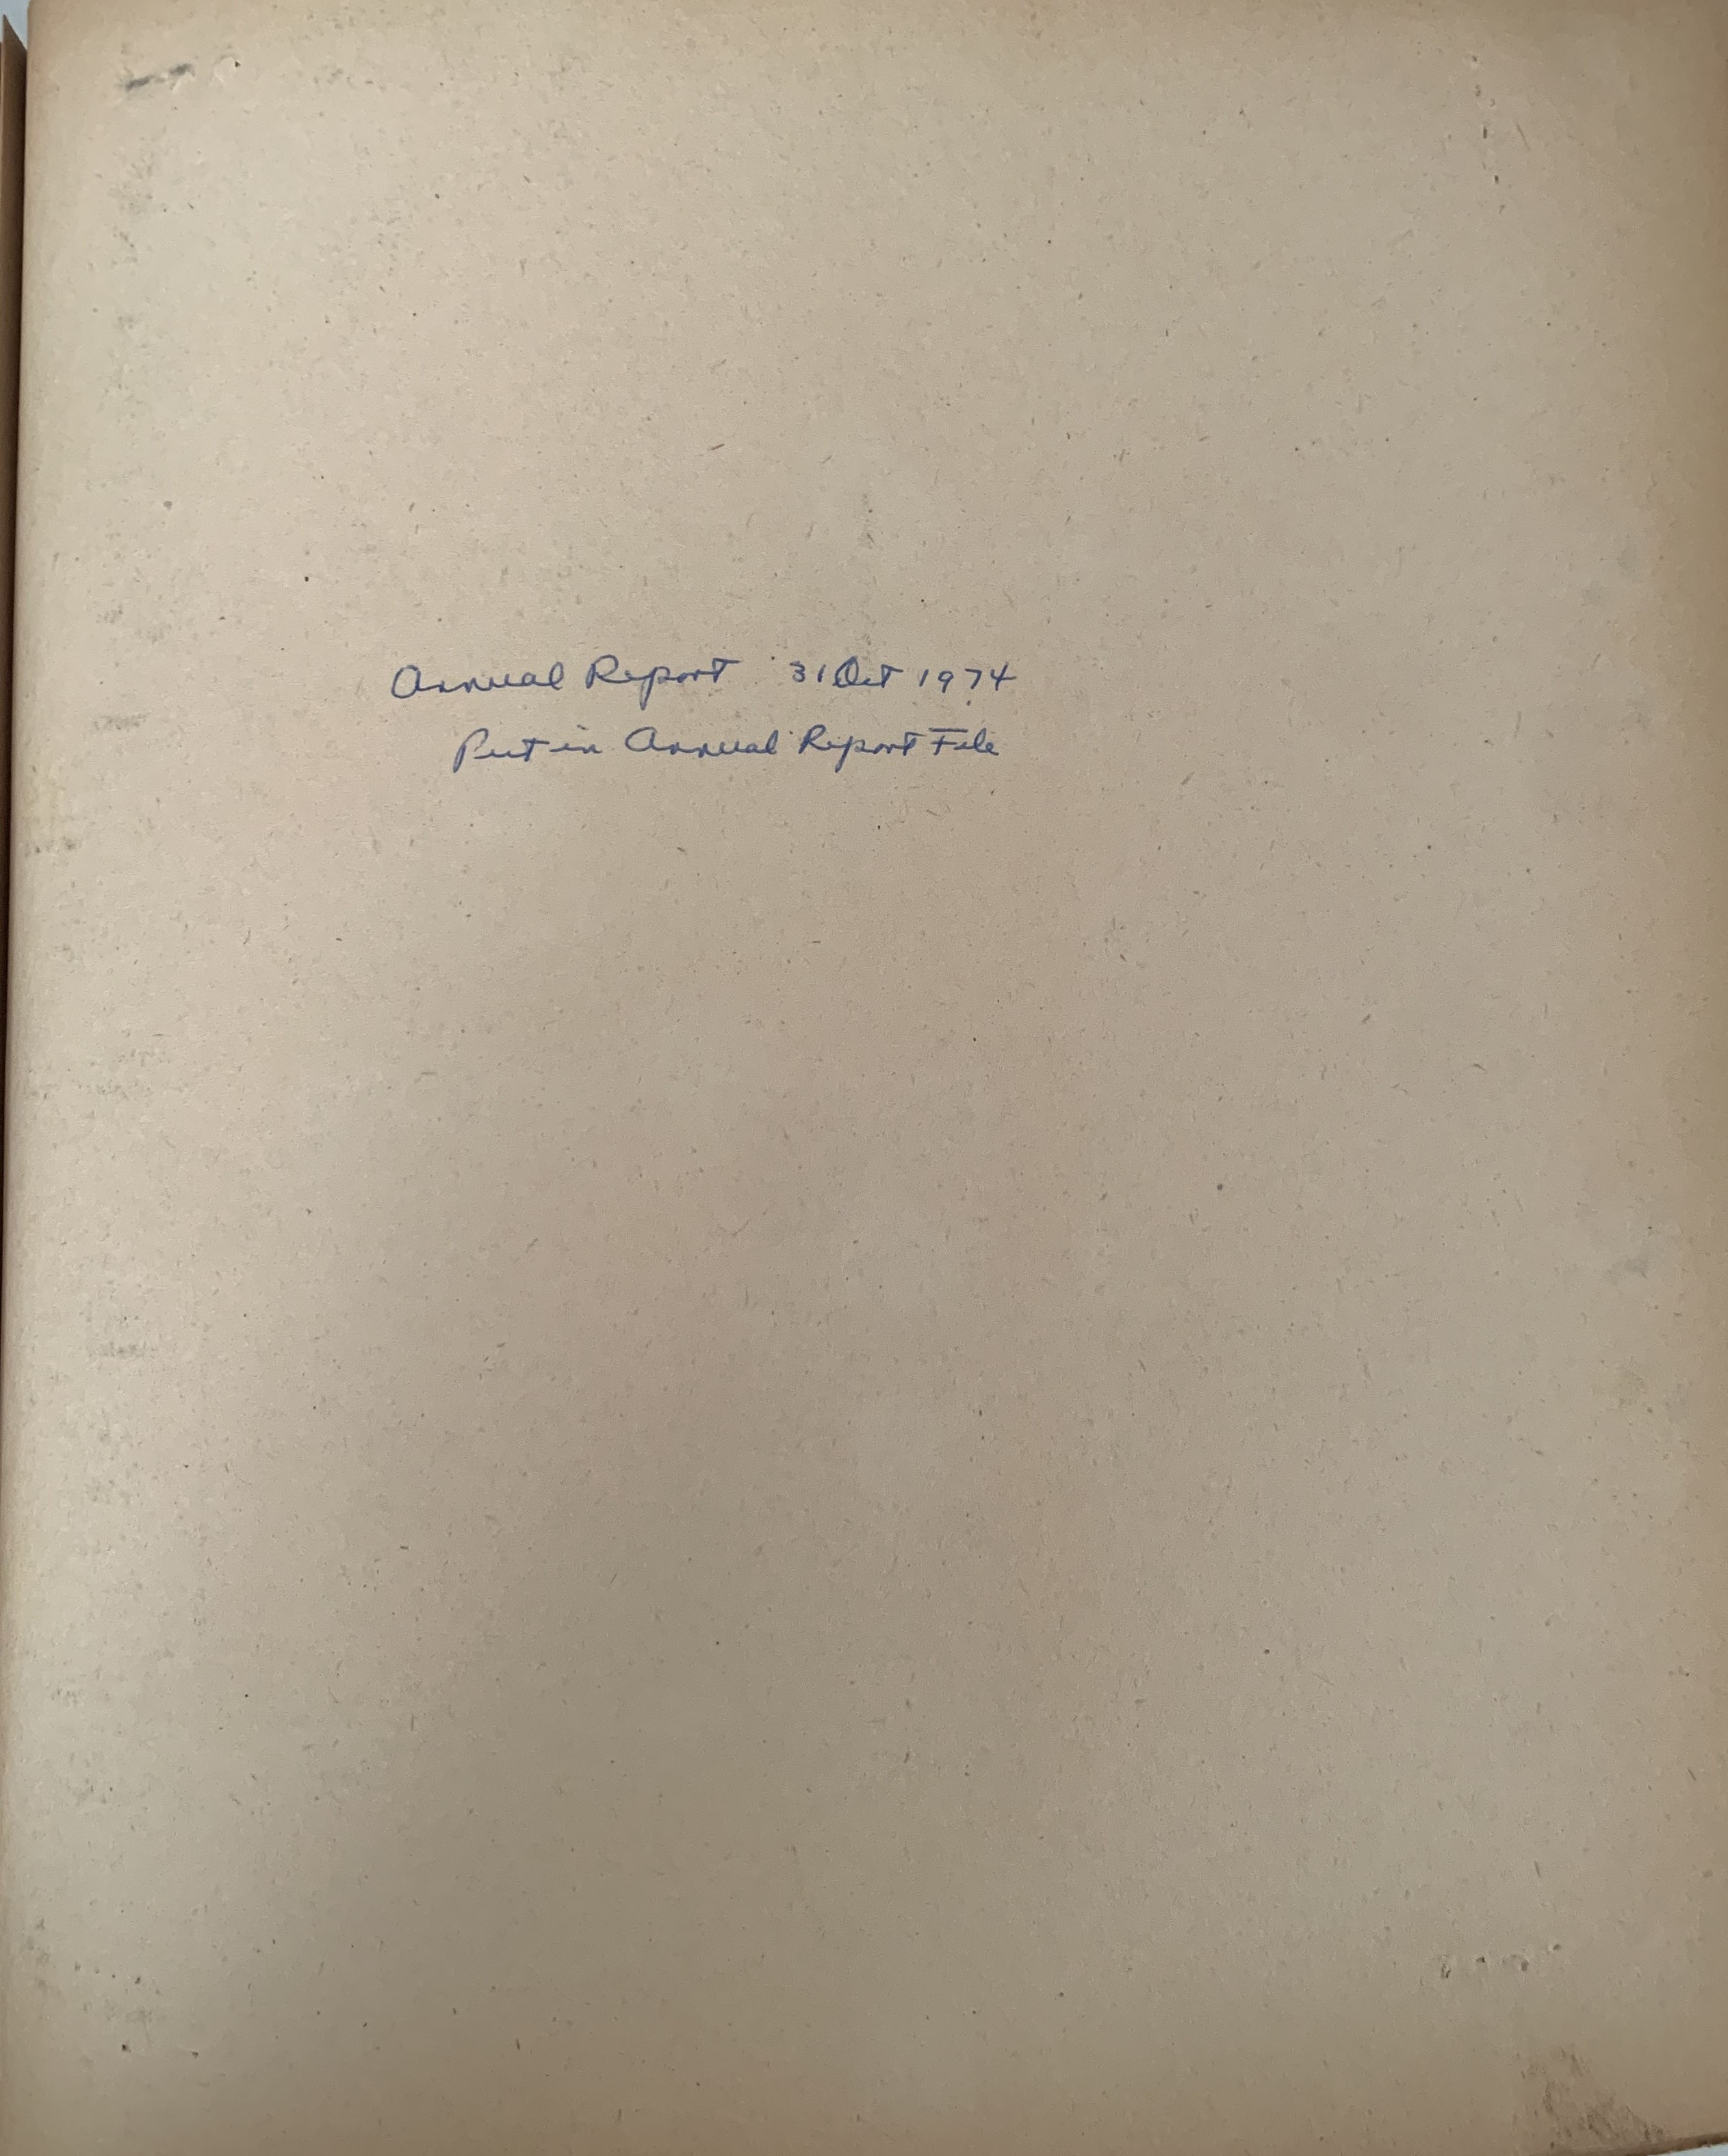 Annual Report 31 Oct 1974
Put in Annual Report File